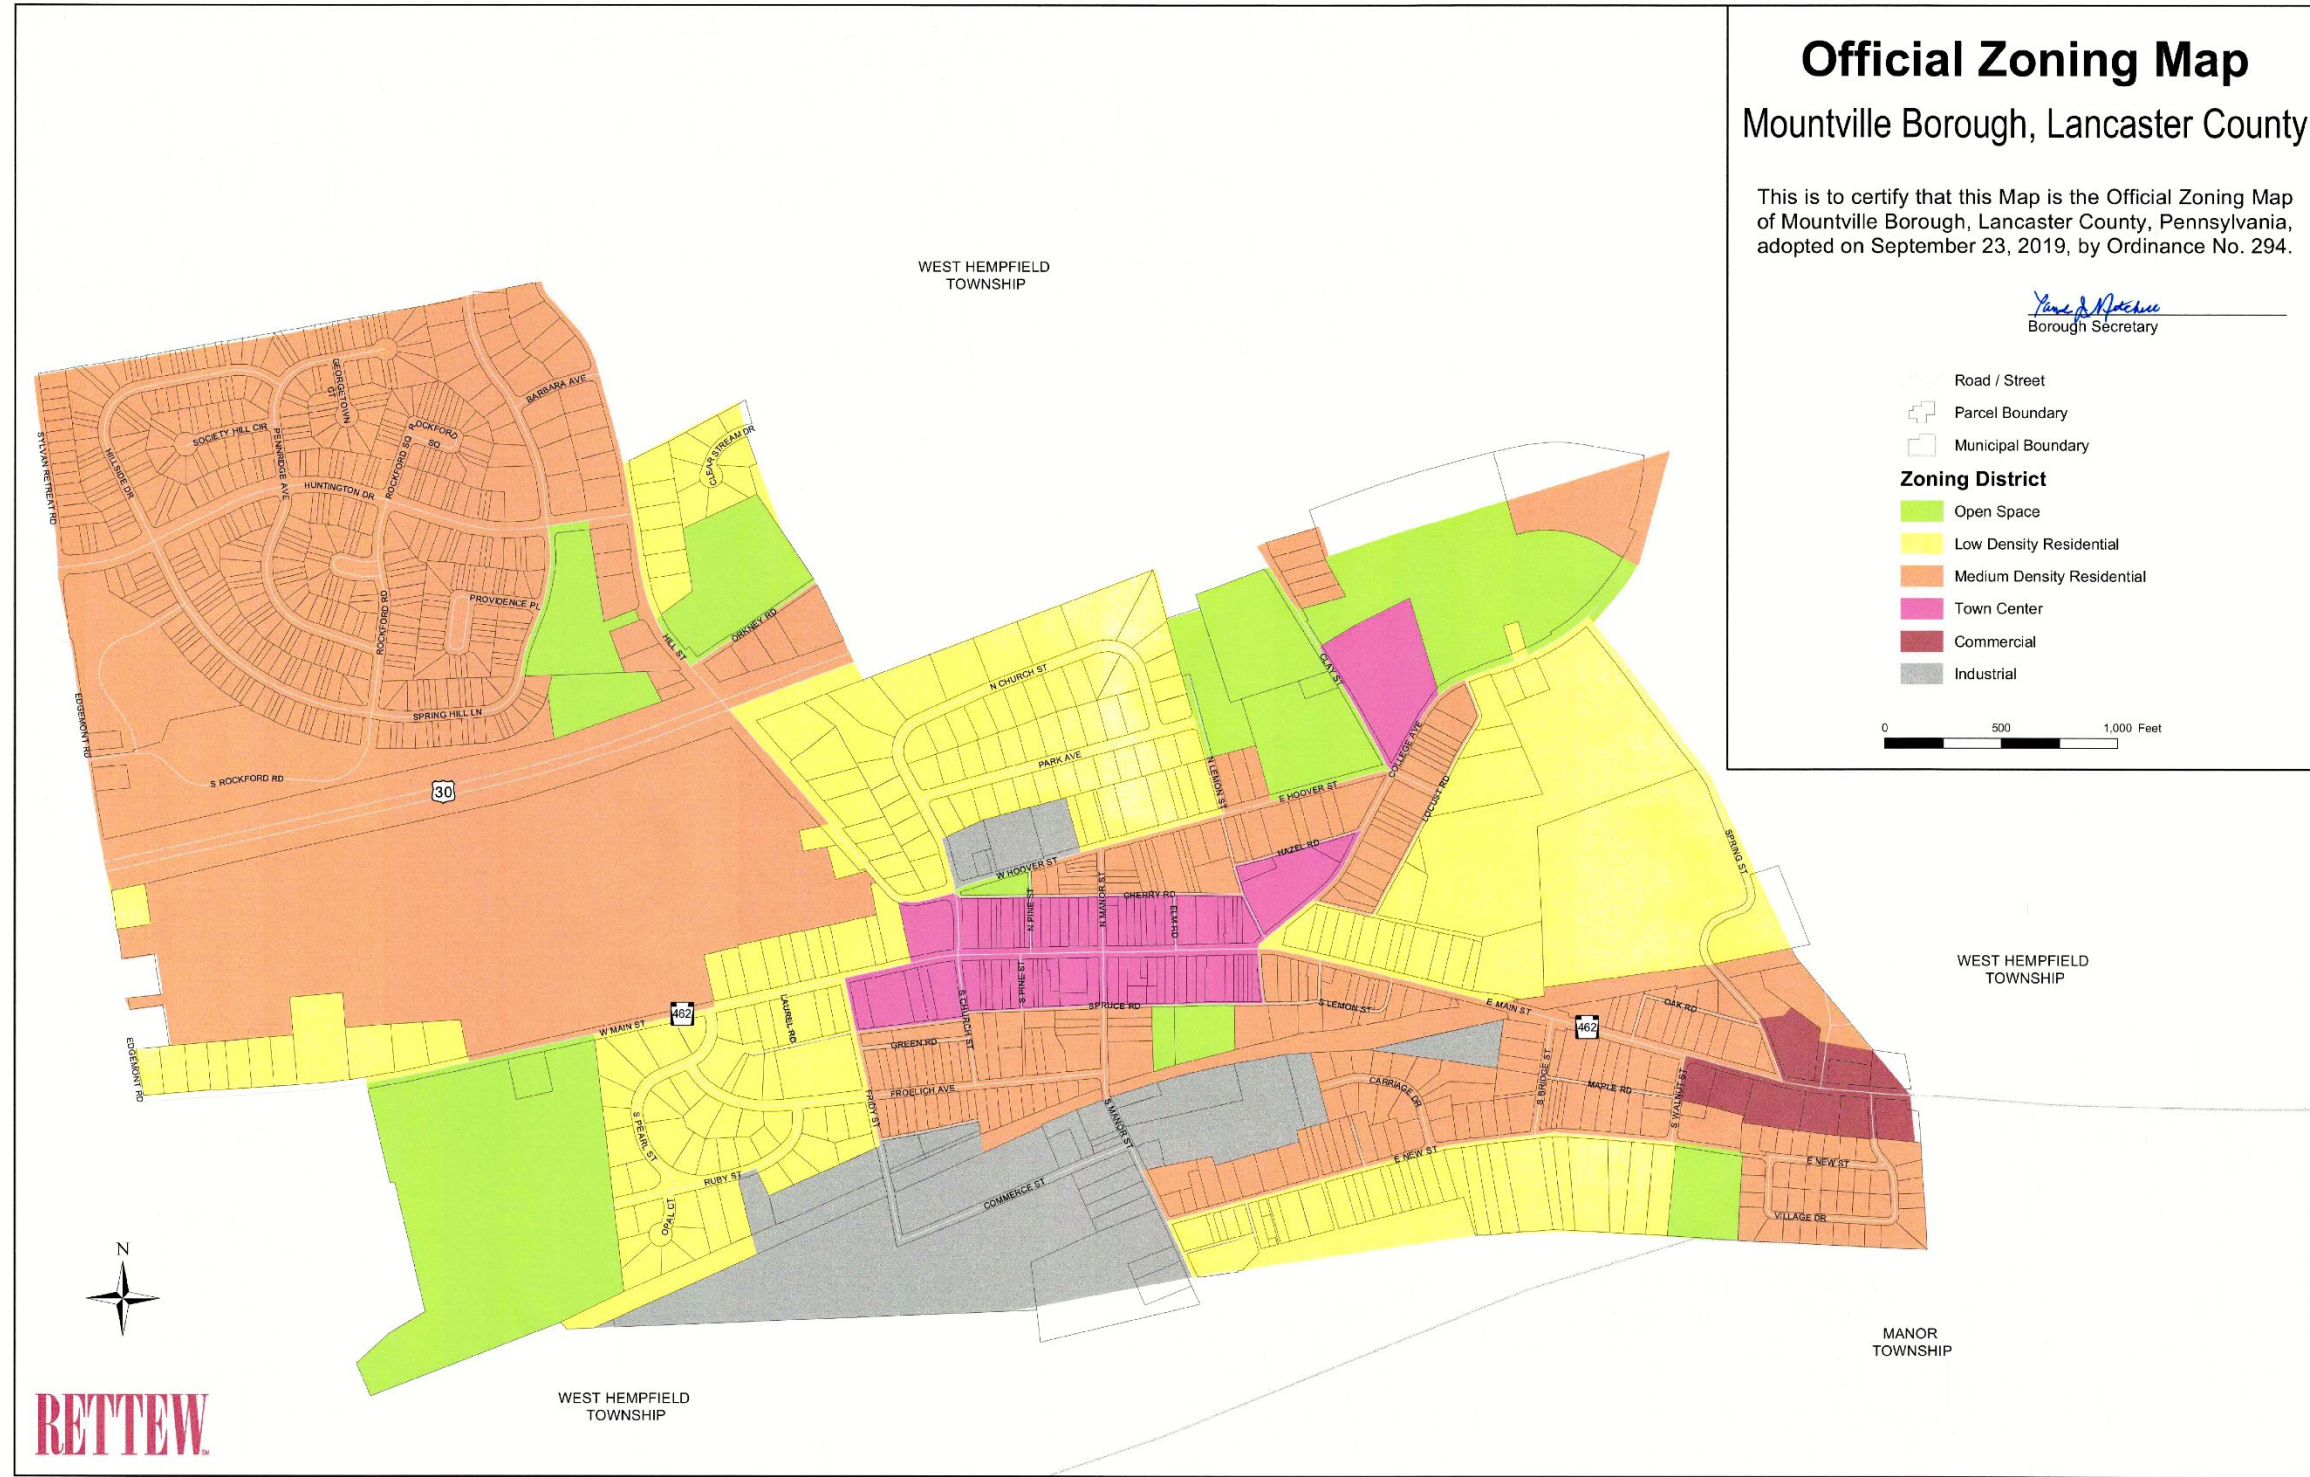 Official Zoning Map
Mountville Borough, Lancaster County
This is to certify that this Map is the Official Zoning Map
of Mountville Borough, Lancaster County, Pennsylvania,
adopted on September 23, 2019, by Ordinance No. 294.
Borough Secretary
Road / Street
Parcel Boundary
Municipal Boundary
Zoning District
Open Space
Low Density Residential
Medium Density Residential
Town Center
Commercial
Industrial
0 500 1,000 Feet
WEST HEMPFIELD
TOWNSHIP
BARBARA AVE
GEORGETOWN
CT
SOCIETY HILL CIR
ROCKFORD
SQ
ROCKFORD SQ
PENNRIDGE AVE
HILLSIDE DR
SYLVAN RETREAT RD
HUNTINGTON DR
CLEAR STREAM DR
PROVIDENCE PL
ROCKFORD RD
HILL ST
ORKNEY RD
SPRING HILL LN
EDGEMONT RD
S ROCKFORD RD
30
N CHURCH ST
PARK AVE
N LEMON ST
CLAY ST
COLLEGE AVE
E HOOVER ST
LOCUST RD
HAZEL RD
W HOOVER ST
CHERRY RD
N PINE ST
N MANOR ST
ELM RD
SPRING ST
WEST HEMPFIELD
TOWNSHIP
462
W MAIN ST
LAUREL RD
S CHURCH ST
S PINE ST
SPRUCE RD
S LEMON ST
E MAIN ST
462
OAK RD
EDGEMONT RD
GREEN RD
FROELICH AVE
FRIDY ST
S MANOR ST
CARRIAGE DR
S BRIDGE ST
MAPLE RD
S WALNUT ST
S PEARL ST
RUBY ST
OPAL CT
COMMERCE ST
E NEW ST
E NEW ST
VILLAGE DR
N
MANOR
TOWNSHIP
WEST HEMPFIELD
TOWNSHIP
RETTEW